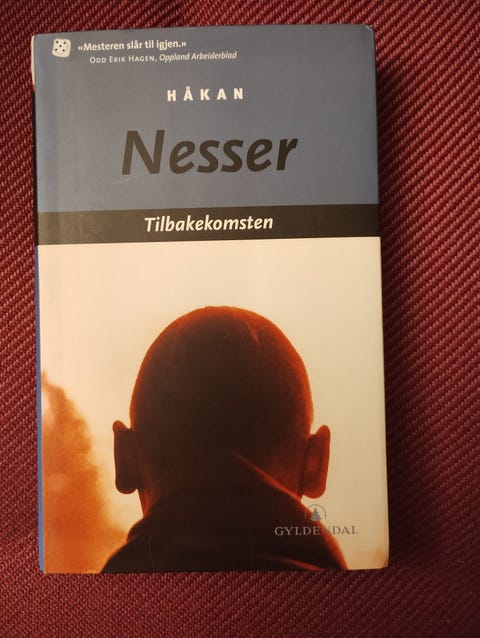 «Mesteren slår til igjen.»
Odd Erik Hagen, Oppland Arbeiderblad
HÅKAN
Nesser
Tilbakekomsten
GYLDENDAL